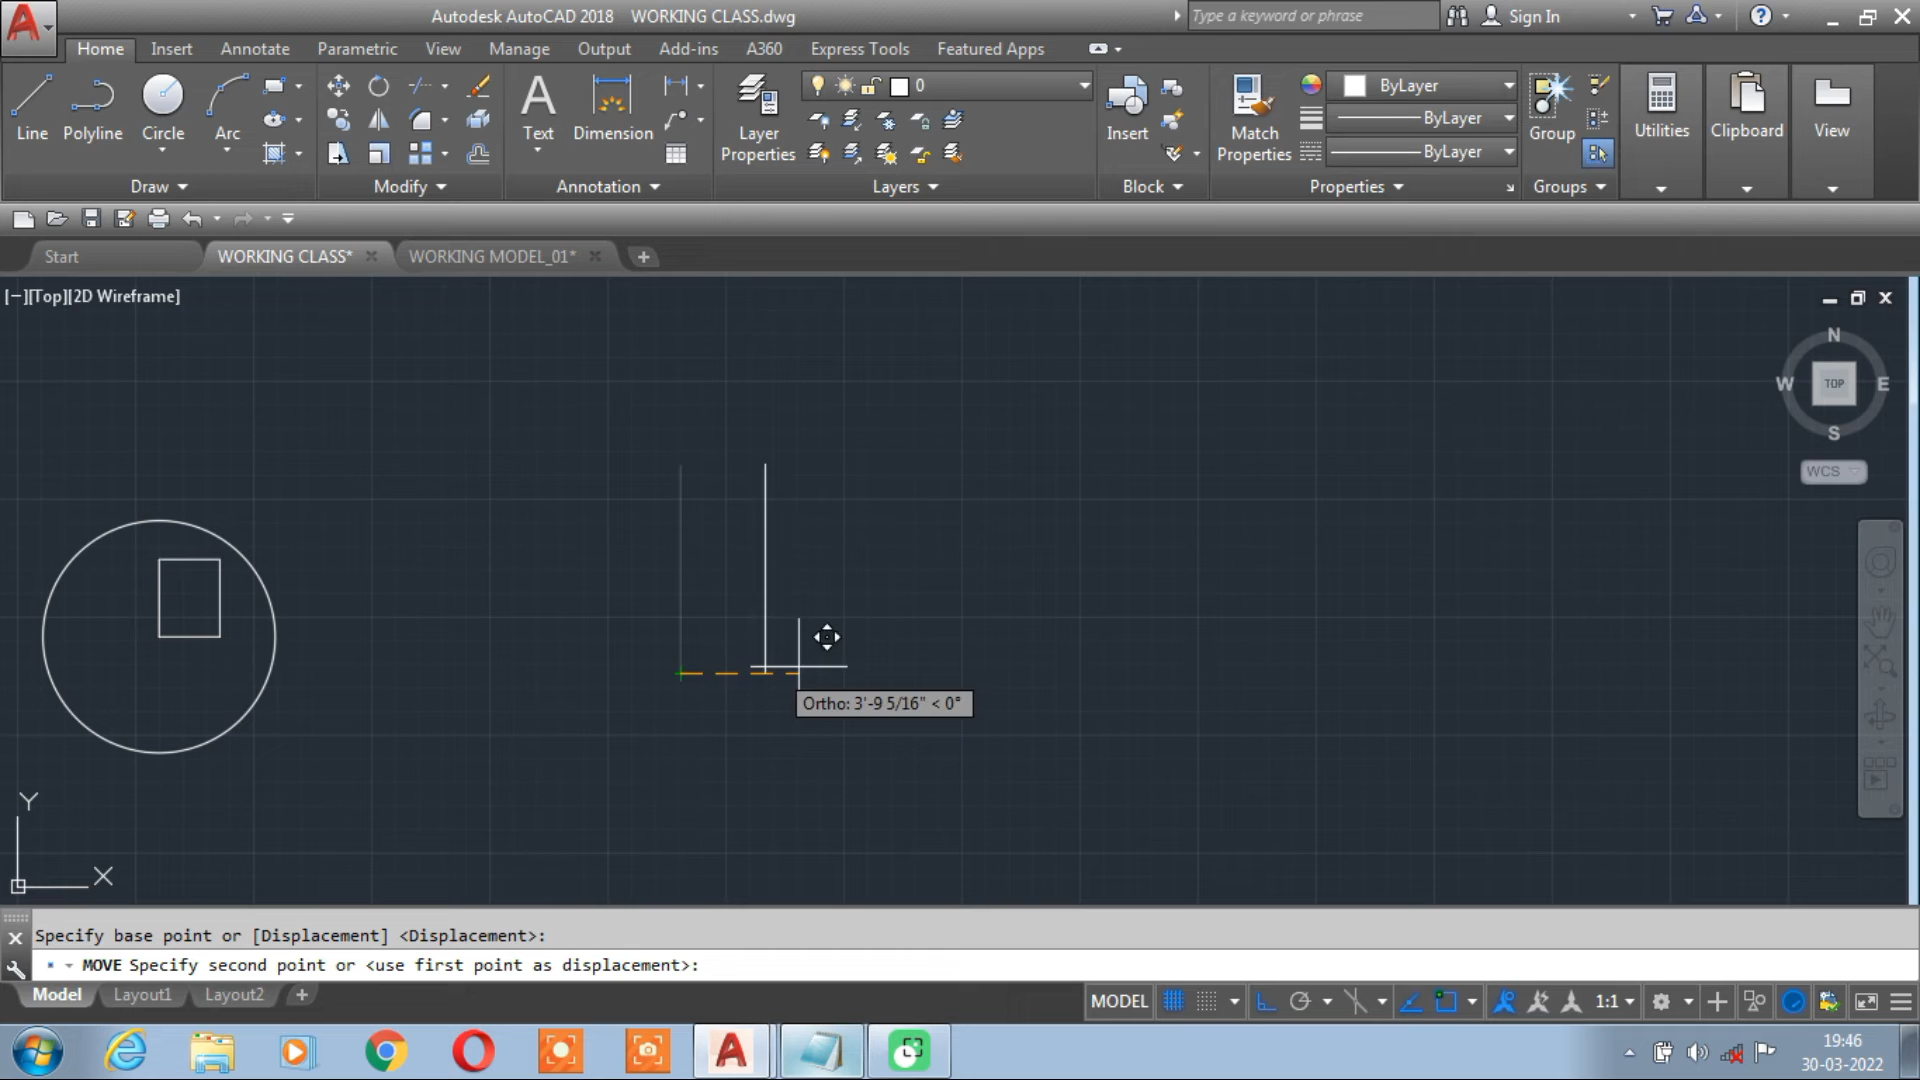 Autodesk AutoCAD 2018 WORKING CLASS.dwg
Type a keyword or phrase
Sign In
Home Insert Annotate Parametric View Manage Output Add-ins A360 Express Tools Featured Apps
Line Polyline Circle Arc
Text Dimension
Layer Properties
0
Insert
Match Properties
ByLayer
ByLayer
ByLayer
Group
Utilities
Clipboard
View
Draw Modify Annotation Layers Block Properties Groups
Start WORKING CLASS* WORKING MODEL_01*
[−][Top][2D Wireframe]
N
W TOP E
S
WCS
Ortho: 3'-9 5/16" < 0°
Y
X
Specify base point or [Displacement] <Displacement>:
MOVE Specify second point or <use first point as displacement>:
Model Layout1 Layout2
MODEL 1:1
19:46
30-03-2022